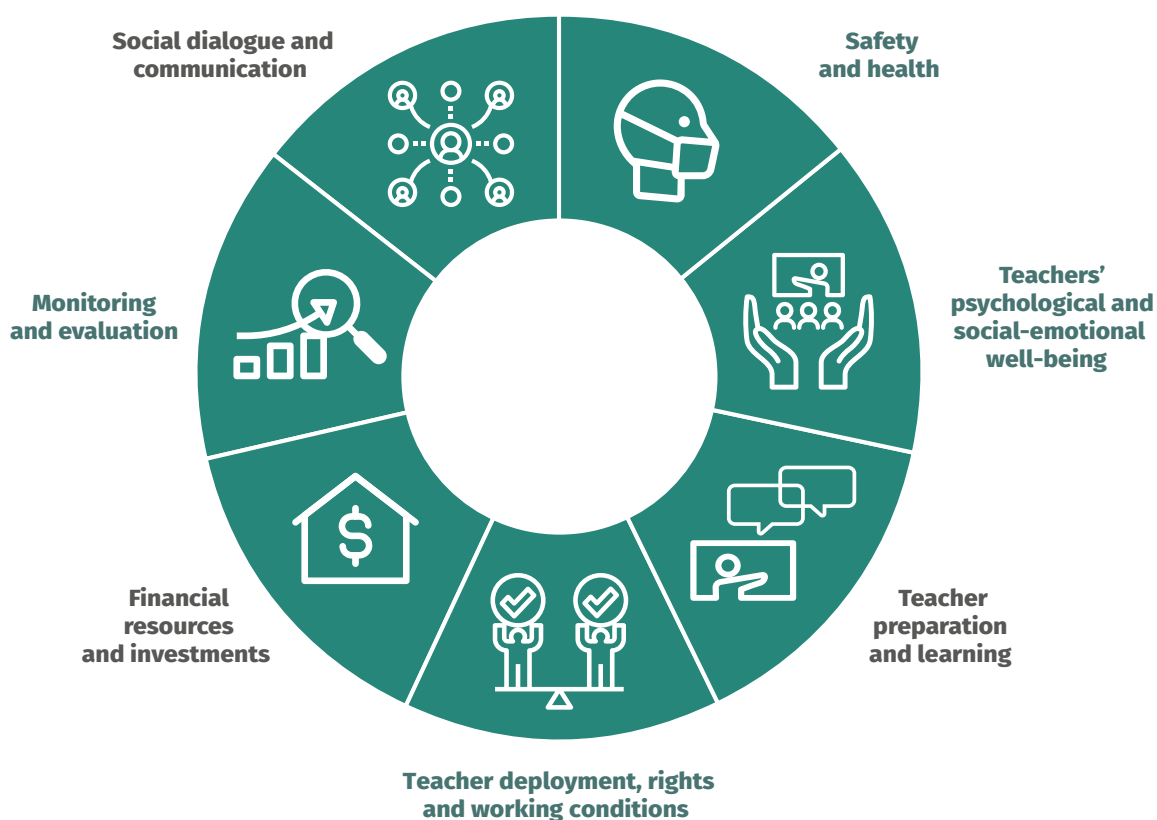 Social dialogue and
communication
Safety
and health
Teachers’
psychological and
social-emotional
well-being
Teacher
preparation
and learning
Teacher deployment, rights
and working conditions
Financial
resources
and investments
Monitoring
and evaluation
$